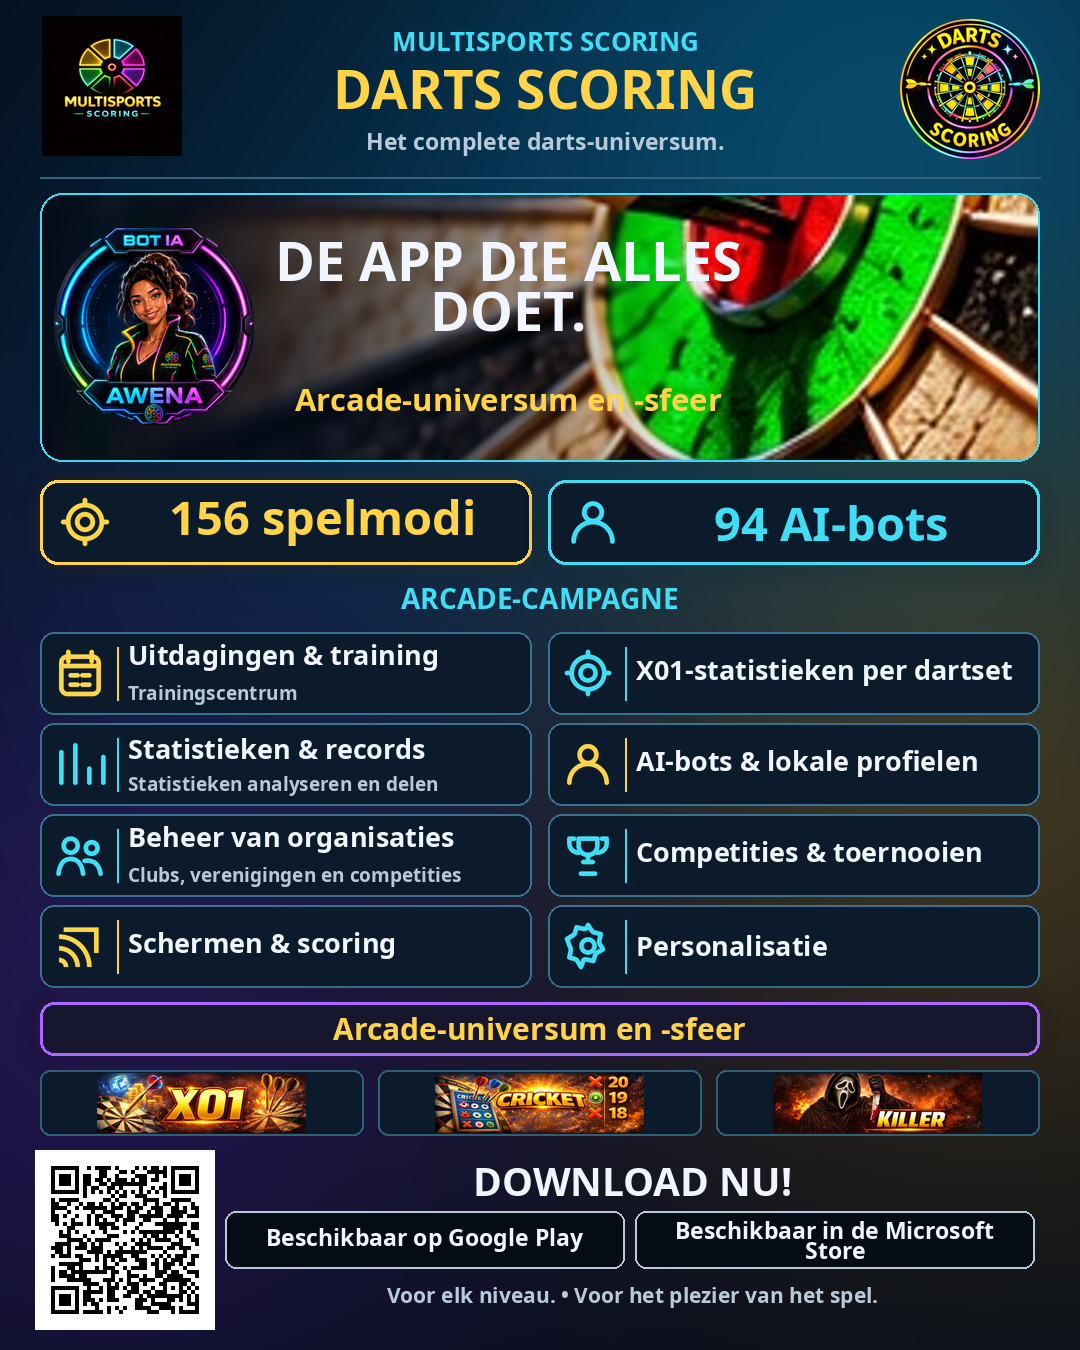 MULTISPORTS
SCORING
MULTISPORTS SCORING
DARTS SCORING
Het complete darts-universum.
DARTS
SCORING
BOT IA
AWENA
DE APP DIE ALLES
DOET.
Arcade-universum en -sfeer
156 spelmodi
94 AI-bots
ARCADE-CAMPAGNE
Uitdagingen & training
Trainingscentrum
X01-statistieken per dartset
Statistieken & records
Statistieken analyseren en delen
AI-bots & lokale profielen
Beheer van organisaties
Clubs, verenigingen en competities
Competities & toernooien
Schermen & scoring
Personalisatie
Arcade-universum en -sfeer
X01
CRICKET
CRICKET
20
19
18
KILLER
DOWNLOAD NU!
Beschikbaar op Google Play
Beschikbaar in de Microsoft
Store
Voor elk niveau. • Voor het plezier van het spel.